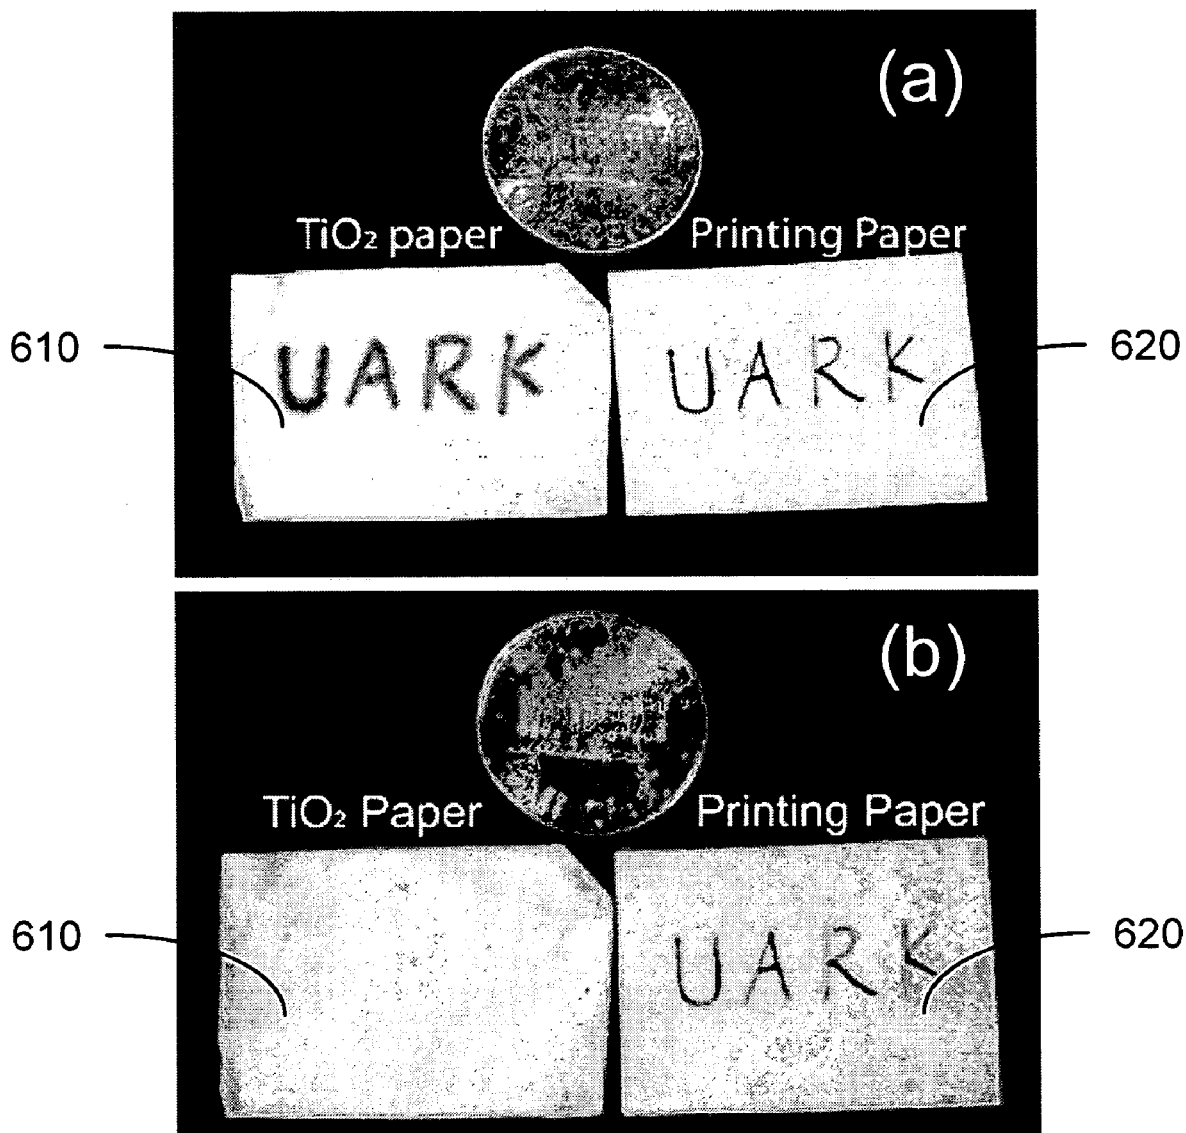 (a)
TiO₂ paper Printing Paper
610 UARK UARK 620
(b)
TiO₂ Paper Printing Paper
610 UARK 620